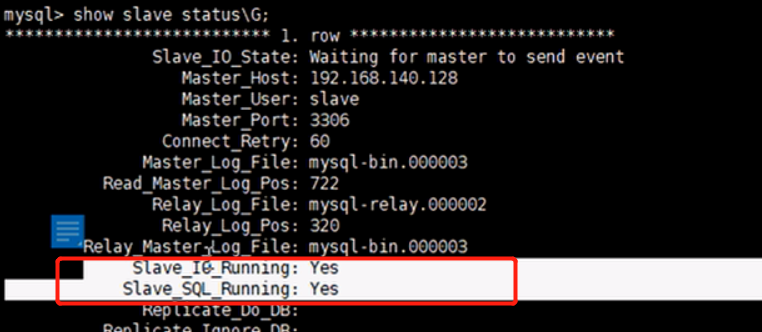 mysql> show slave status\G;
*************************** 1. row ***************************
Slave_IO_State: Waiting for master to send event
Master_Host: 192.168.140.128
Master_User: slave
Master_Port: 3306
Connect_Retry: 60
Master_Log_File: mysql-bin.000003
Read_Master_Log_Pos: 722
Relay_Log_File: mysql-relay.000002
Relay_Log_Pos: 320
Relay_Master_Log_File: mysql-bin.000003
Slave_IO_Running: Yes
Slave_SQL_Running: Yes
Replicate_Do_DB:
Replicate_Ignore_DB: